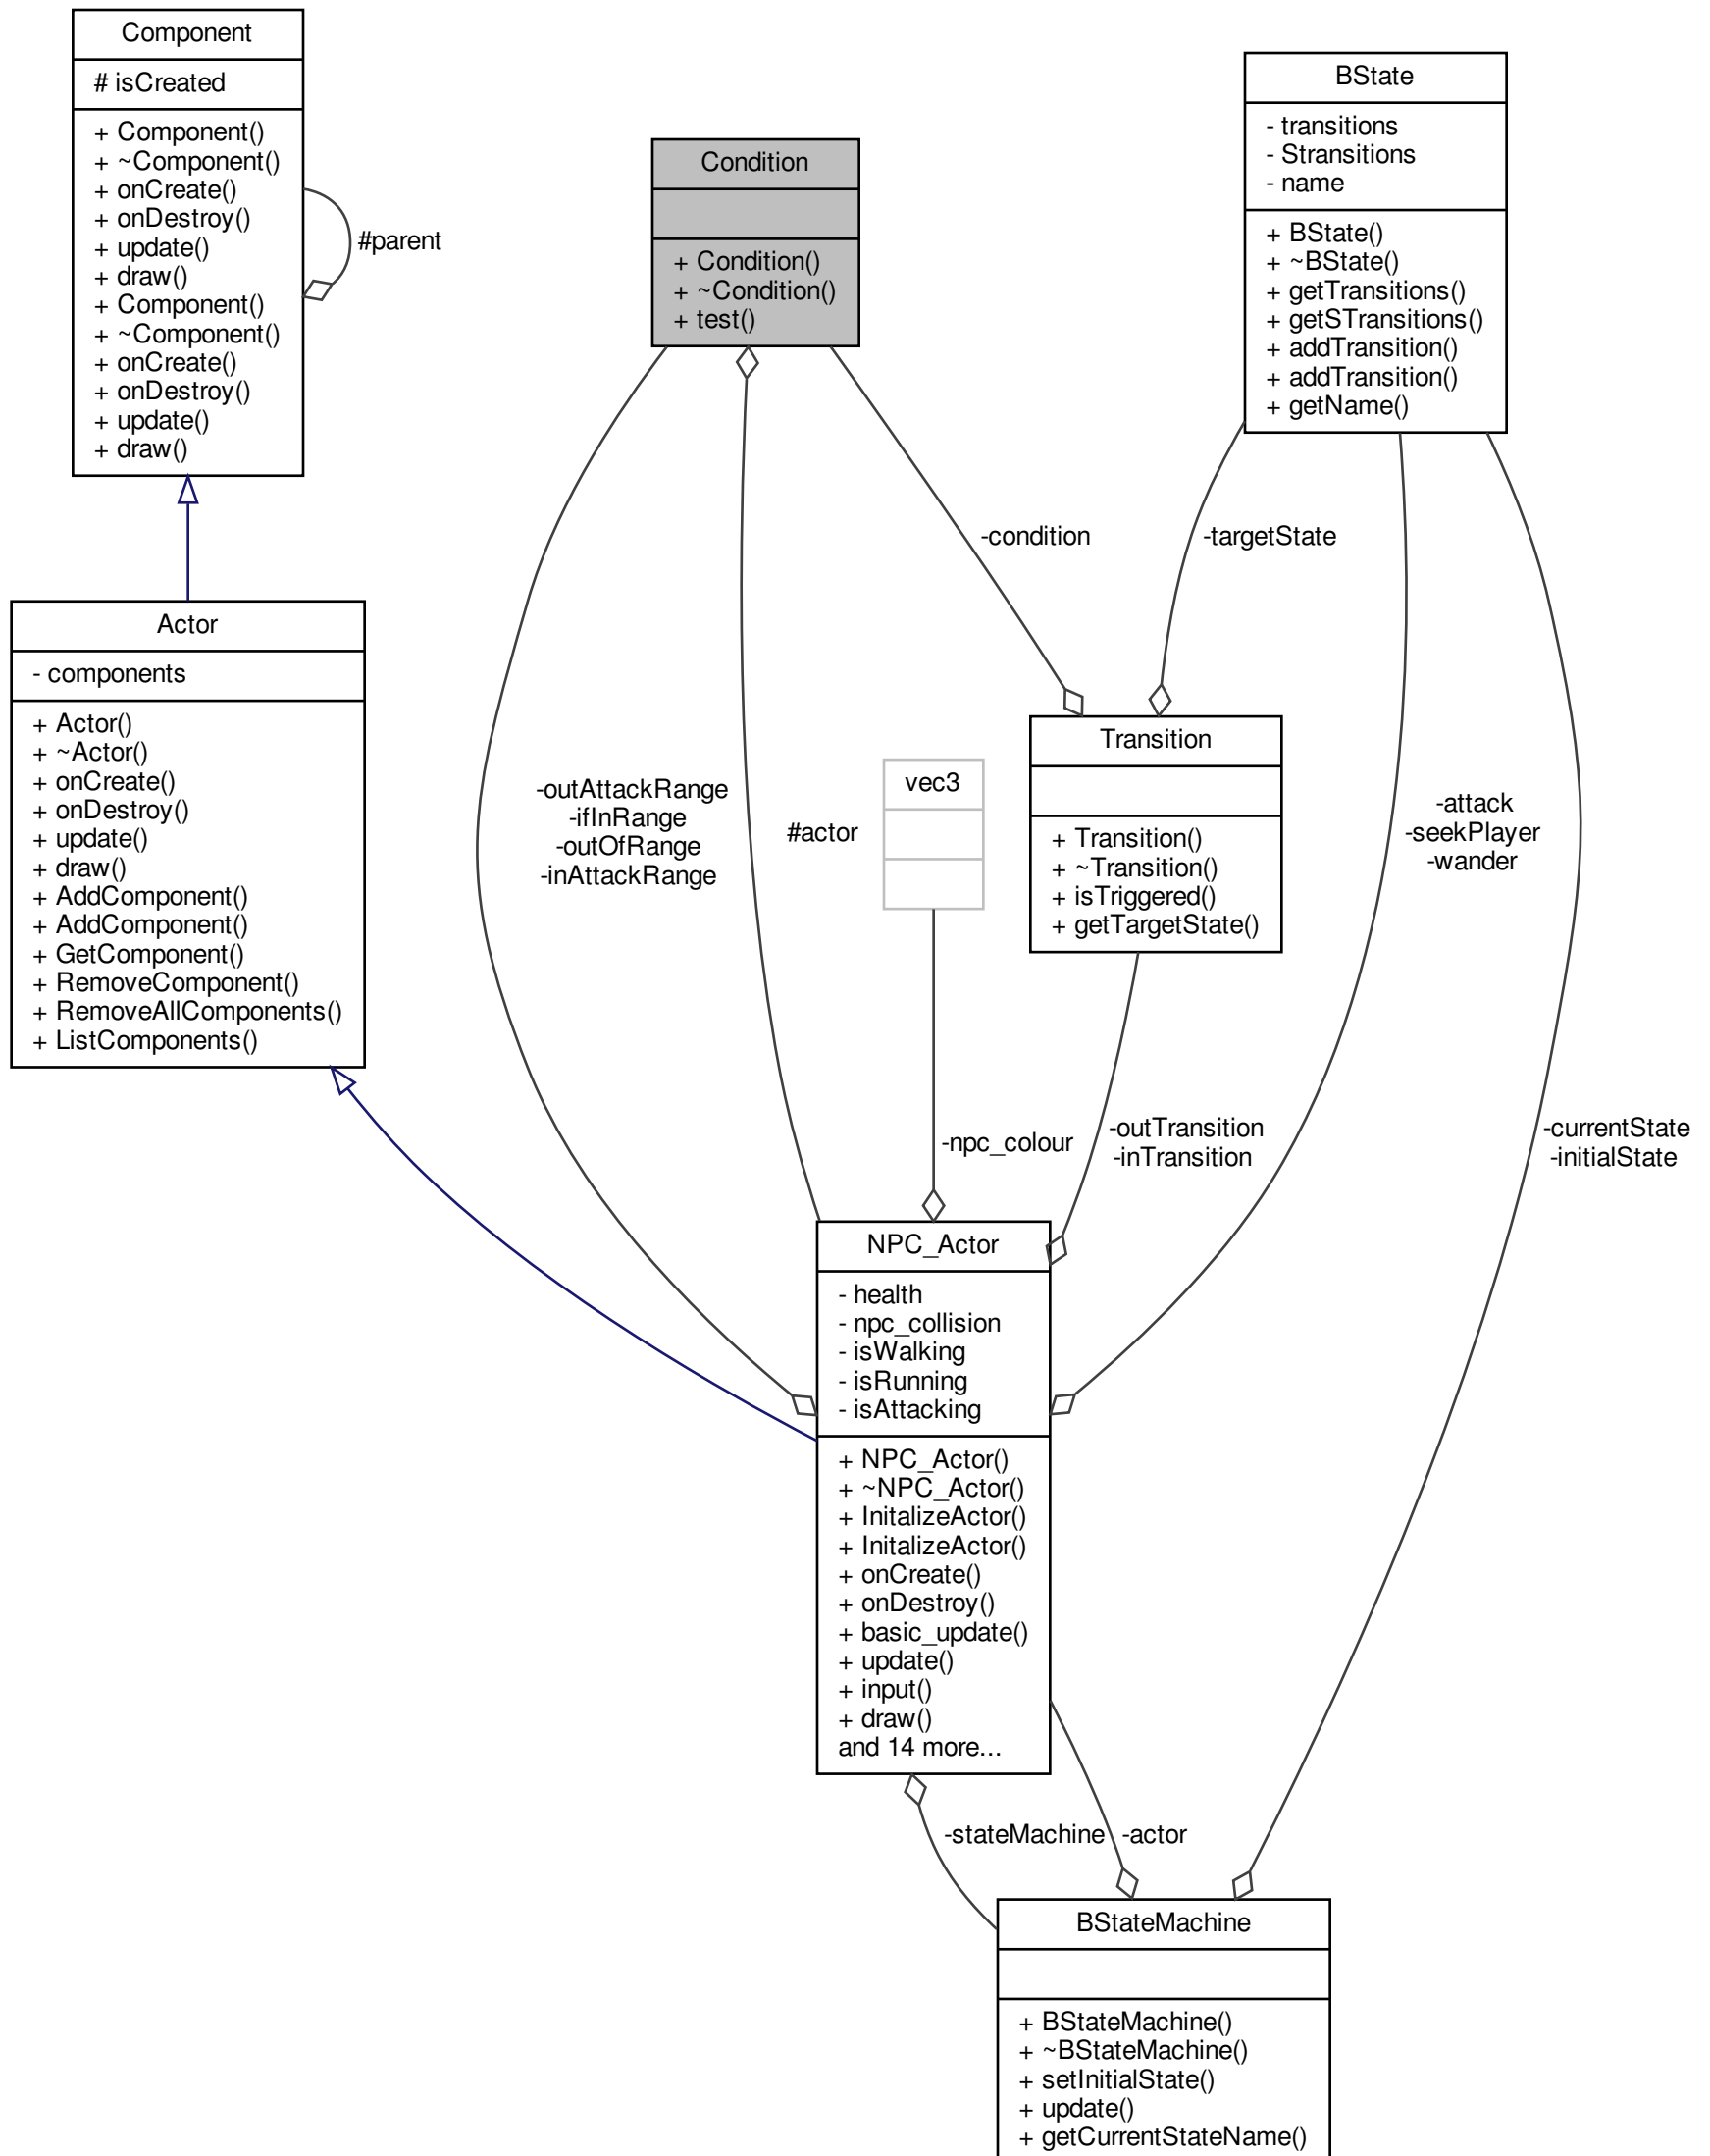 Component
# isCreated
+ Component()
+ ~Component()
+ onCreate()
+ onDestroy()
+ update()
+ draw()
+ Component()
+ ~Component()
+ onCreate()
+ onDestroy()
+ update()
+ draw()
#parent
Condition
+ Condition()
+ ~Condition()
+ test()
BState
- transitions
- Stransitions
- name
+ BState()
+ ~BState()
+ getTransitions()
+ getSTransitions()
+ addTransition()
+ addTransition()
+ getName()
-condition
-targetState
Actor
- components
+ Actor()
+ ~Actor()
+ onCreate()
+ onDestroy()
+ update()
+ draw()
+ AddComponent()
+ AddComponent()
+ GetComponent()
+ RemoveComponent()
+ RemoveAllComponents()
+ ListComponents()
-outAttackRange
-ifInRange
-outOfRange
-inAttackRange
#actor
vec3
Transition
+ Transition()
+ ~Transition()
+ isTriggered()
+ getTargetState()
-attack
-seekPlayer
-wander
-npc_colour
-outTransition
-inTransition
-currentState
-initialState
NPC_Actor
- health
- npc_collision
- isWalking
- isRunning
- isAttacking
+ NPC_Actor()
+ ~NPC_Actor()
+ InitalizeActor()
+ InitalizeActor()
+ onCreate()
+ onDestroy()
+ basic_update()
+ update()
+ input()
+ draw()
and 14 more...
-stateMachine
-actor
BStateMachine
+ BStateMachine()
+ ~BStateMachine()
+ setInitialState()
+ update()
+ getCurrentStateName()